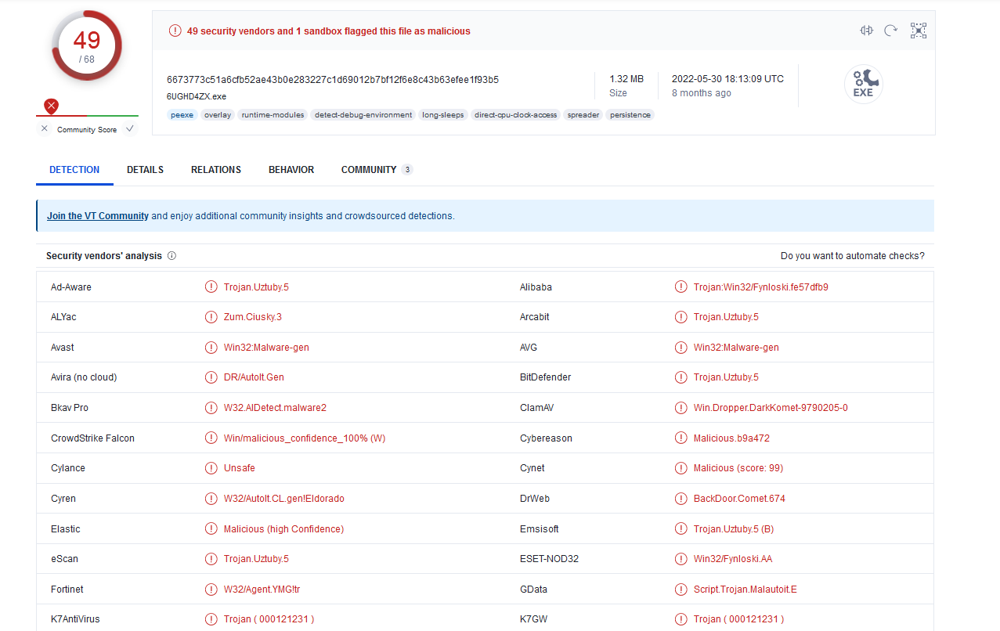 49
/ 68
Community Score
49 security vendors and 1 sandbox flagged this file as malicious
6673773c51a6cfb52ae43b0e283227c1d69012b7bf12f6e8c43b63efee1f93b5
6UGHD4ZX.exe
peexe overlay runtime-modules detect-debug-environment long-sleeps direct-cpu-clock-access spreader persistence
1.32 MB
Size
2022-05-30 18:13:09 UTC
8 months ago
EXE
DETECTION DETAILS RELATIONS BEHAVIOR COMMUNITY 3
Join the VT Community and enjoy additional community insights and crowdsourced detections.
Security vendors' analysis Do you want to automate checks?
Ad-Aware Trojan.Uztuby.5 Alibaba Trojan:Win32/Fynloski.fe57dfb9
ALYac Zum.Ciusky.3 Arcabit Trojan.Uztuby.5
Avast Win32:Malware-gen AVG Win32:Malware-gen
Avira (no cloud) DR/AutoIt.Gen BitDefender Trojan.Uztuby.5
Bkav Pro W32.AIDetect.malware2 ClamAV Win.Dropper.DarkKomet-9790205-0
CrowdStrike Falcon Win/malicious_confidence_100% (W) Cybereason Malicious.b9a472
Cylance Unsafe Cynet Malicious (score: 99)
Cyren W32/AutoIt.CL.gen!Eldorado DrWeb BackDoor.Comet.674
Elastic Malicious (high Confidence) Emsisoft Trojan.Uztuby.5 (B)
eScan Trojan.Uztuby.5 ESET-NOD32 Win32/Fynloski.AA
Fortinet W32/Agent.YMG!tr GData Script.Trojan.Malautoit.E
K7AntiVirus Trojan ( 000121231 ) K7GW Trojan ( 000121231 )